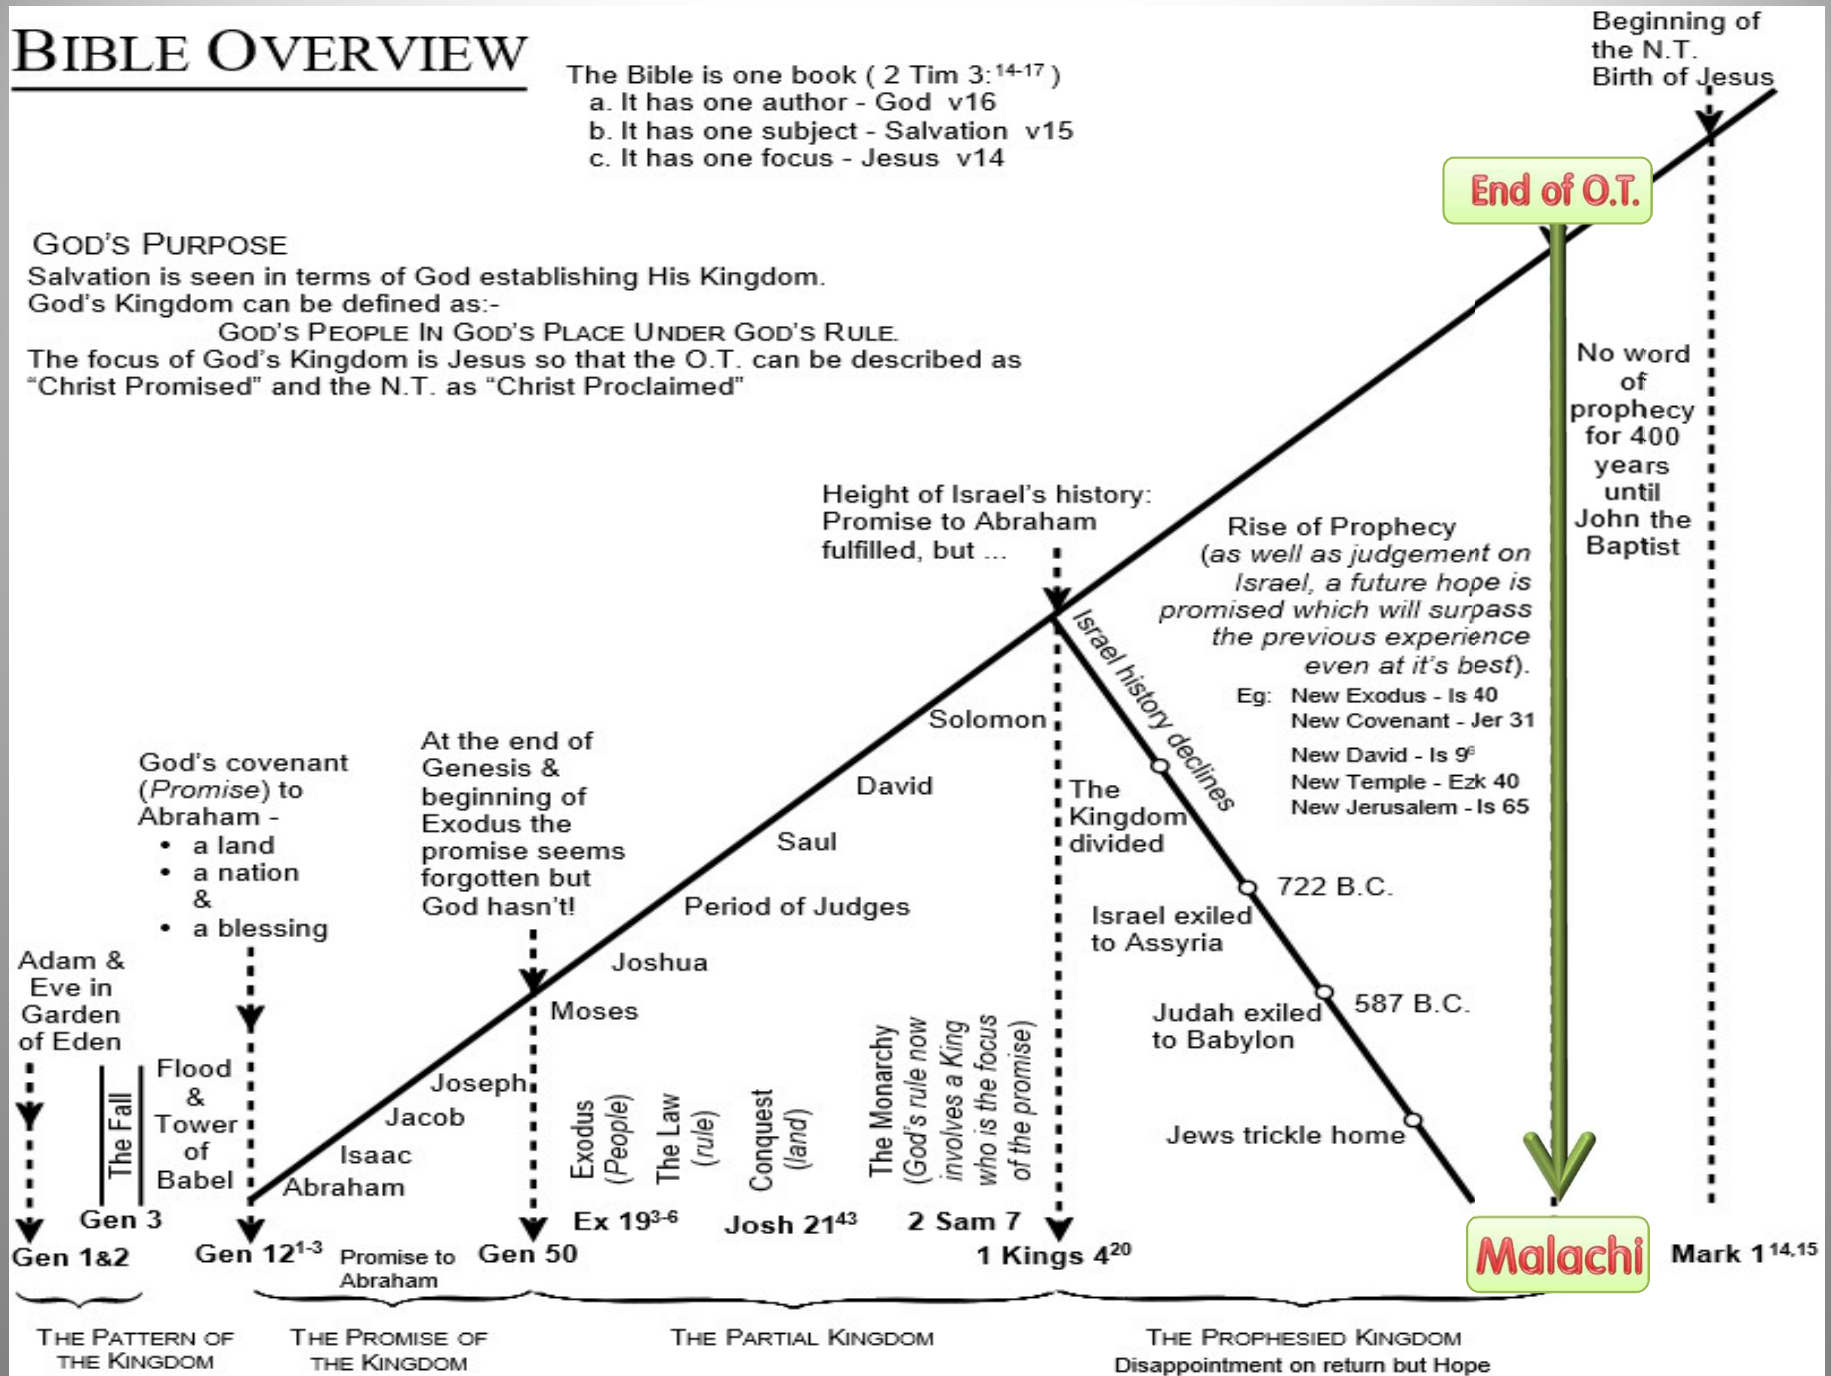 BIBLE OVERVIEW
The Bible is one book ( 2 Tim 3:14-17 )
a. It has one author - God v16
b. It has one subject - Salvation v15
c. It has one focus - Jesus v14
Beginning of
the N.T.
Birth of Jesus
End of O.T.
GOD'S PURPOSE
Salvation is seen in terms of God establishing His Kingdom.
God's Kingdom can be defined as:-
GOD'S PEOPLE IN GOD'S PLACE UNDER GOD'S RULE.
The focus of God's Kingdom is Jesus so that the O.T. can be described as
“Christ Promised” and the N.T. as “Christ Proclaimed”
No word
of
prophecy
for 400
years
until
John the
Baptist
Height of Israel's history:
Promise to Abraham
fulfilled, but ...
Rise of Prophecy
(as well as judgement on
Israel, a future hope is
promised which will surpass
the previous experience
even at it's best).
Eg: New Exodus - Is 40
New Covenant - Jer 31
New David - Is 9⁶
New Temple - Ezk 40
New Jerusalem - Is 65
Israel history declines
Solomon
David
Saul
Period of Judges
Joshua
Moses
Joseph
Jacob
Isaac
Abraham
At the end of
Genesis &
beginning of
Exodus the
promise seems
forgotten but
God hasn't!
God's covenant
(Promise) to
Abraham -
• a land
• a nation
&
• a blessing
Adam &
Eve in
Garden
of Eden
The Fall
Flood
&
Tower
of
Babel
The
Kingdom
divided
722 B.C.
Israel exiled
to Assyria
587 B.C.
Judah exiled
to Babylon
Jews trickle home
Exodus
(People)
The Law
(rule)
Conquest
(land)
The Monarchy
(God's rule now
involves a King
who is the focus
of the promise)
Gen 1&2
Gen 3
Gen 12¹⁻³
Promise to
Abraham
Gen 50
Ex 19³⁻⁶
Josh 21⁴³
2 Sam 7
1 Kings 4²⁰
Malachi
Mark 1¹⁴,¹⁵
THE PATTERN OF
THE KINGDOM
THE PROMISE OF
THE KINGDOM
THE PARTIAL KINGDOM
THE PROPHESIED KINGDOM
Disappointment on return but Hope